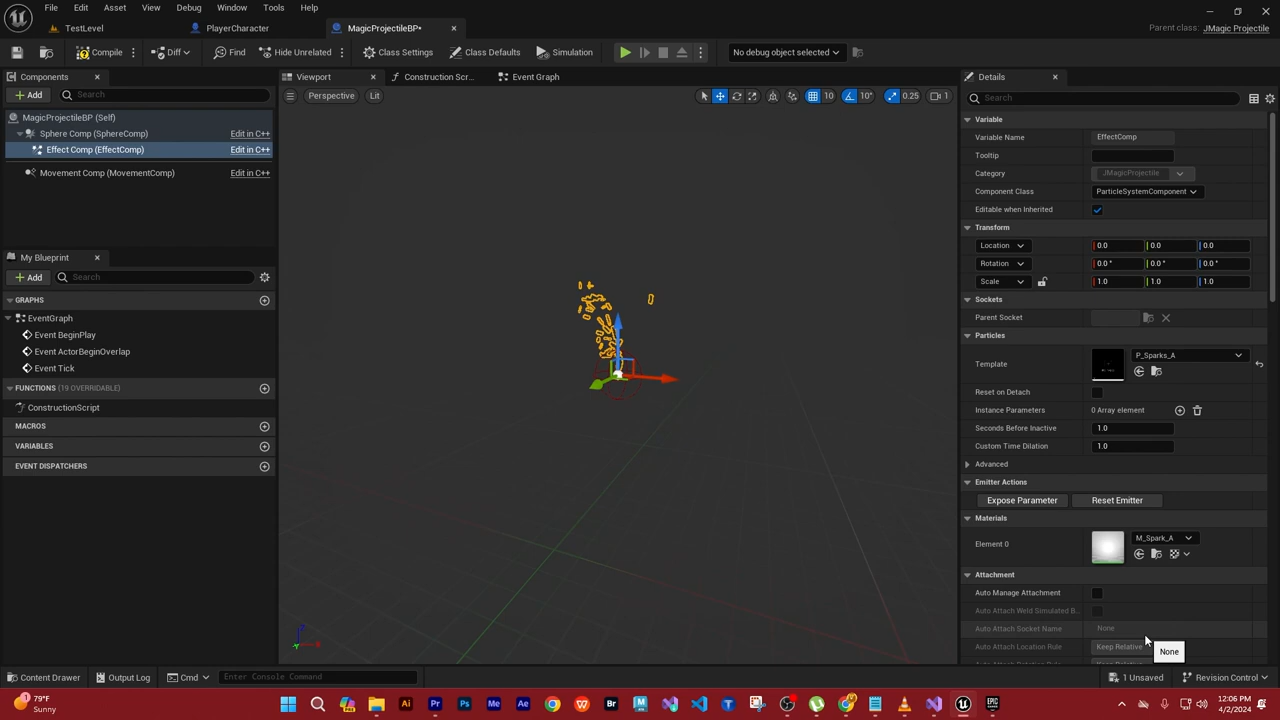 File Edit Asset View Debug Window Tools Help
TestLevel PlayerCharacter MagicProjectileBP* Parent class: JMagic Projectile
Compile Diff Find Hide Unrelated Class Settings Class Defaults Simulation No debug object selected
Components
Viewport Construction Scr... Event Graph
Details
Add Search
Perspective Lit 10 10° 0.25 1
Search
MagicProjectileBP (Self)
Sphere Comp (SphereComp) Edit in C++
Effect Comp (EffectComp) Edit in C++
Movement Comp (MovementComp) Edit in C++
My Blueprint
Add Search
GRAPHS
EventGraph
Event BeginPlay
Event ActorBeginOverlap
Event Tick
FUNCTIONS (19 OVERRIDABLE)
ConstructionScript
MACROS
VARIABLES
EVENT DISPATCHERS
Variable
Variable Name EffectComp
Tooltip
Category JMagicProjectile
Component Class ParticleSystemComponent
Editable when Inherited
Transform
Location 0.0 0.0 0.0
Rotation 0.0 ° 0.0 ° 0.0 °
Scale 1.0 1.0 1.0
Sockets
Parent Socket
Particles
Template P_Sparks_A
Reset on Detach
Instance Parameters 0 Array element
Seconds Before Inactive 1.0
Custom Time Dilation 1.0
Advanced
Emitter Actions
Expose Parameter Reset Emitter
Materials
Element 0 M_Spark_A
Attachment
Auto Manage Attachment
Auto Attach Weld Simulated B...
Auto Attach Socket Name None
Auto Attach Location Rule Keep Relative
None
Content Drawer Output Log Cmd Enter Console Command 1 Unsaved Revision Control
79°F
Sunny
12:06 PM
4/2/2024